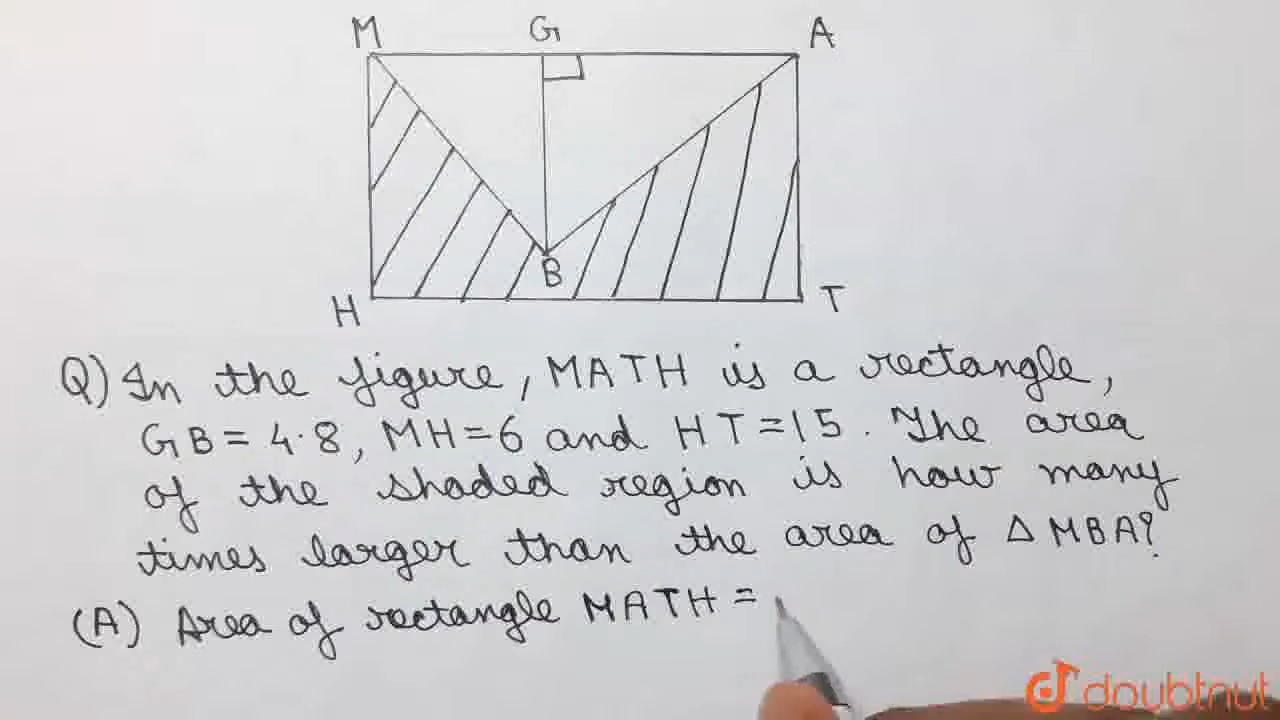 M G A
B
H T
Q) In the figure, MATH is a rectangle,
GB = 4.8, MH = 6 and HT = 15. The area
of the shaded region is how many
times larger than the area of Δ MBA?
(A) Area of rectangle MATH =
doubtnut